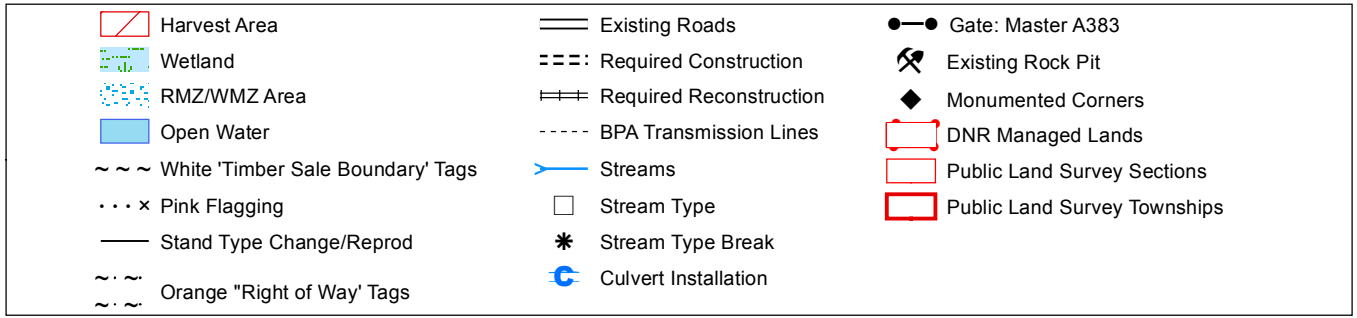 Harvest Area
Wetland
RMZ/WMZ Area
Open Water
White 'Timber Sale Boundary' Tags
Pink Flagging
Stand Type Change/Reprod
Orange "Right of Way' Tags
Existing Roads
Required Construction
Required Reconstruction
BPA Transmission Lines
Streams
Stream Type
Stream Type Break
C Culvert Installation
Gate: Master A383
Existing Rock Pit
Monumented Corners
DNR Managed Lands
Public Land Survey Sections
Public Land Survey Townships